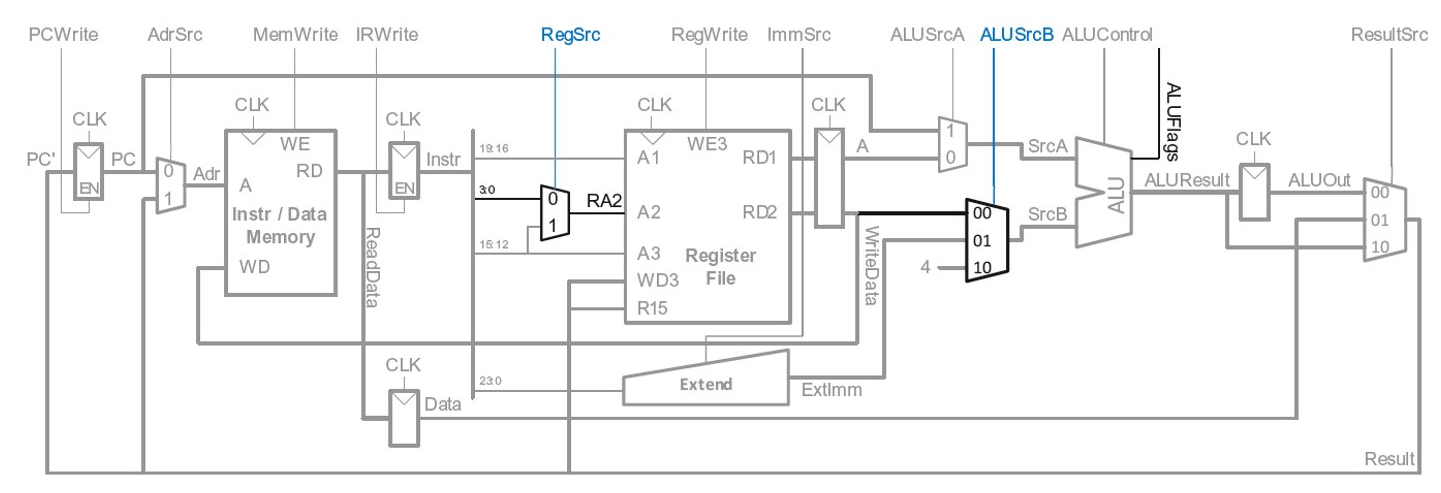 PCWrite AdrSrc MemWrite IRWrite RegSrc RegWrite ImmSrc ALUSrcA ALUSrcB ALUControl ResultSrc
ALUFlags
CLK CLK CLK CLK CLK CLK
PC' EN PC
0
1
Adr
WE
RD
A
Instr / Data
Memory
WD
EN Instr
ReadData
19:16
3:0
15:12
23:0
0
1
RA2
WE3
A1 RD1
A2 RD2
A3
WD3
R15
Register
File
A
WriteData
1
0
SrcA
00
01
4 10
SrcB
ALU
ALUResult
ALUOut
00
01
10
Extend
ExtImm
CLK
Data
Result